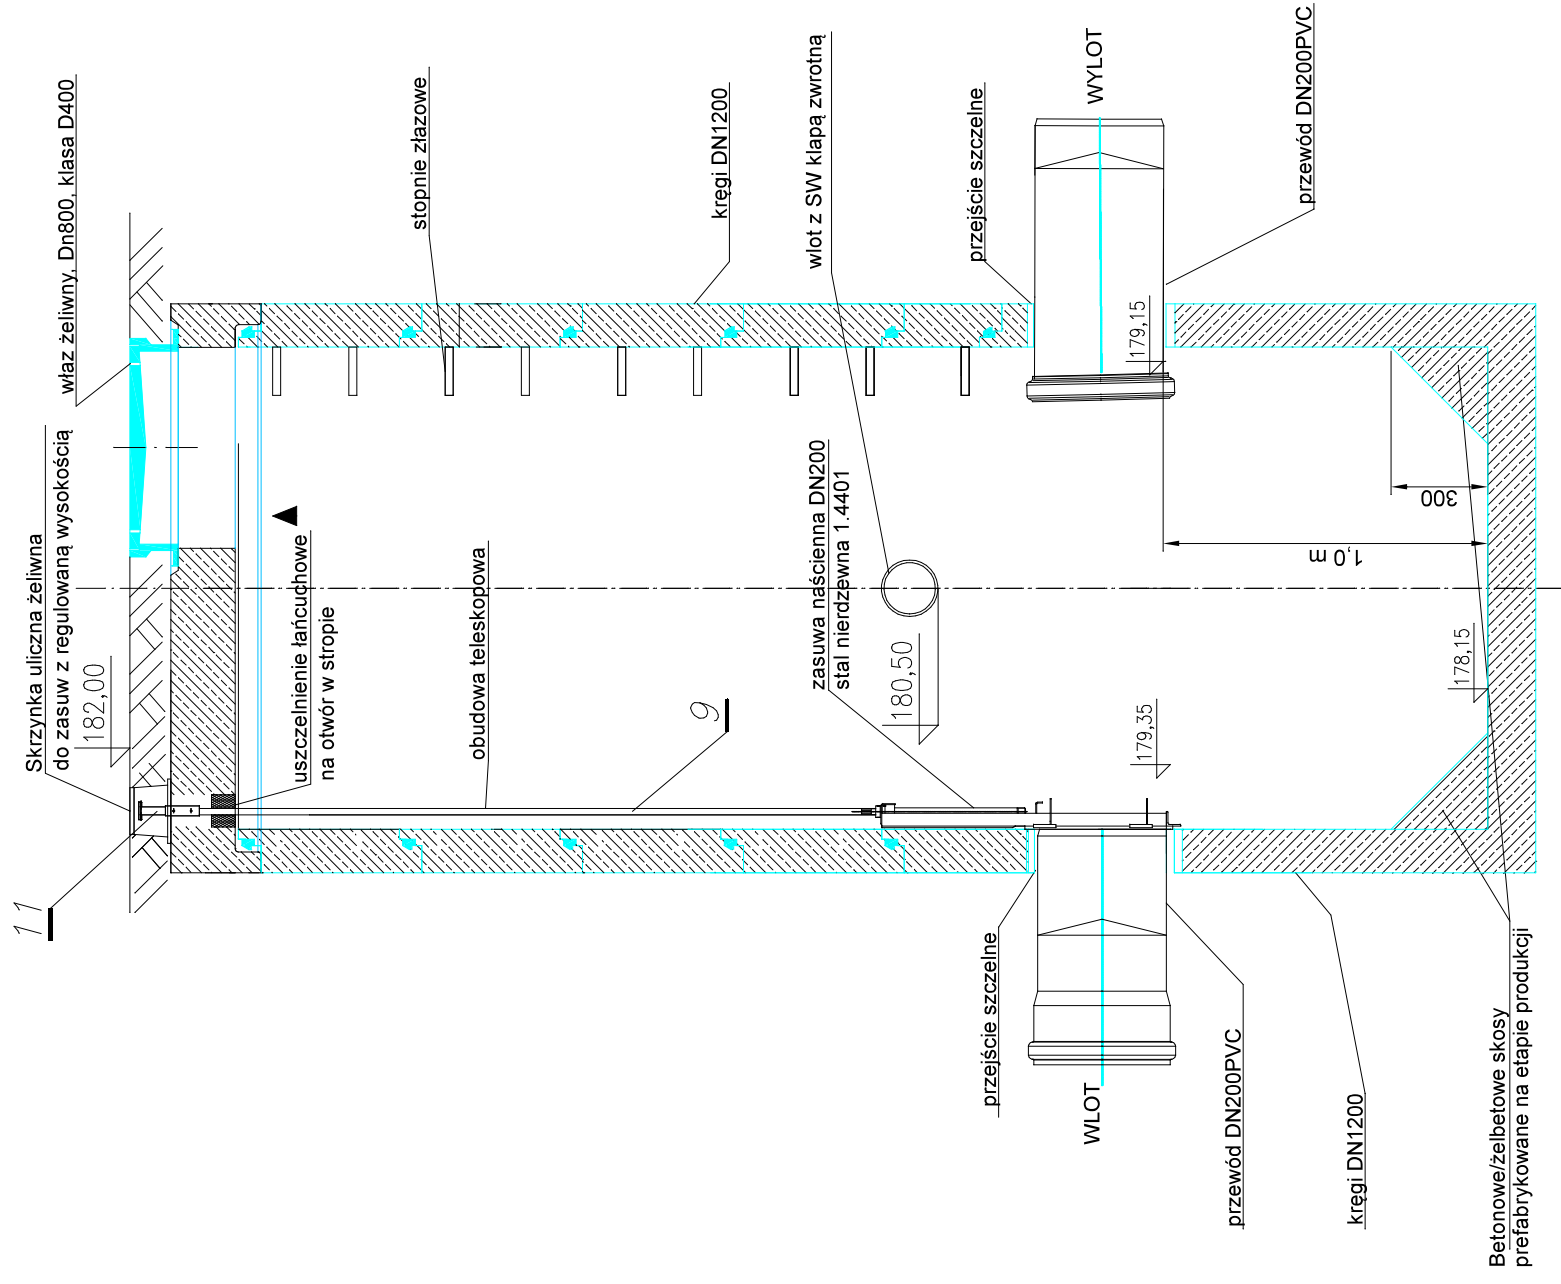 Skrzynka uliczna żeliwna
do zasuw z regulowaną wysokością
182,00
właz żeliwny, Dn800, klasa D400
11
uszczelnienie łańcuchowe
na otwór w stropie
stopnie złazowe
obudowa teleskopowa
9
kręgi DN1200
wlot z SW klapą zwrotną
zasuwa naścienna DN200
stal nierdzewna 1.4401
180,50
przejście szczelne
WYLOT
179,15
przewód DN200PVC
179,35
przejście szczelne
WLOT
przewód DN200PVC
1,0 m
300
178,15
kręgi DN1200
Betonowe/żelbetowe skosy
prefabrykowane na etapie produkcji